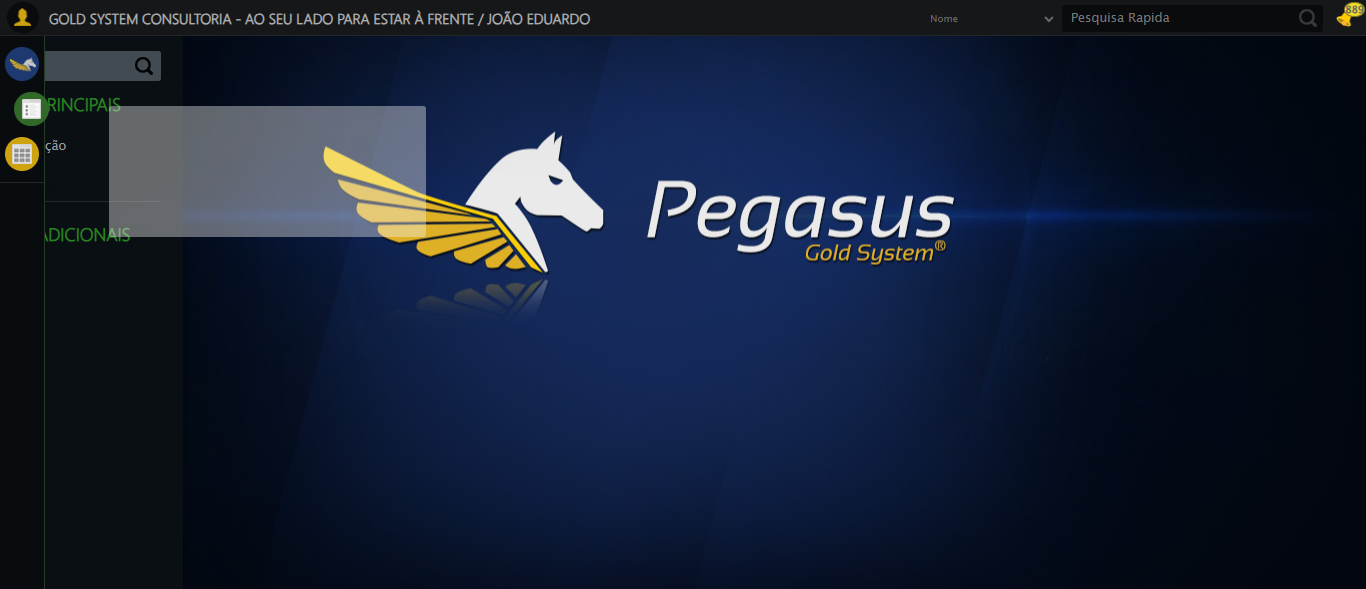 GOLD SYSTEM CONSULTORIA - AO SEU LADO PARA ESTAR À FRENTE / JOÃO EDUARDO
Nome
Pesquisa Rapida
889
RINCIPAIS
ção
DICIONAIS
Pegasus
Gold System®